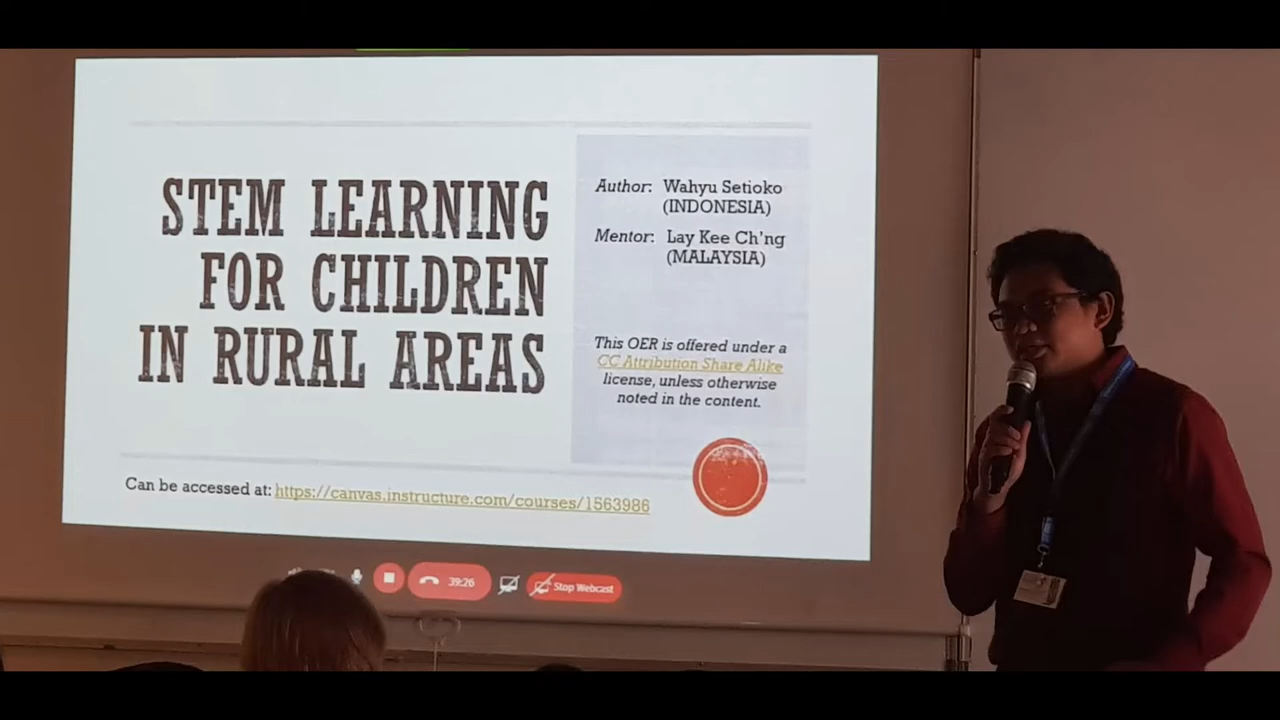 STEM LEARNING
FOR CHILDREN
IN RURAL AREAS
Author: Wahyu Setioko
(INDONESIA)
Mentor: Lay Kee Ch'ng
(MALAYSIA)
This OER is offered under a
CC Attribution Share Alike
license, unless otherwise
noted in the content.
Can be accessed at: https://canvas.instructure.com/courses/1563986
39:26
Stop Webcast